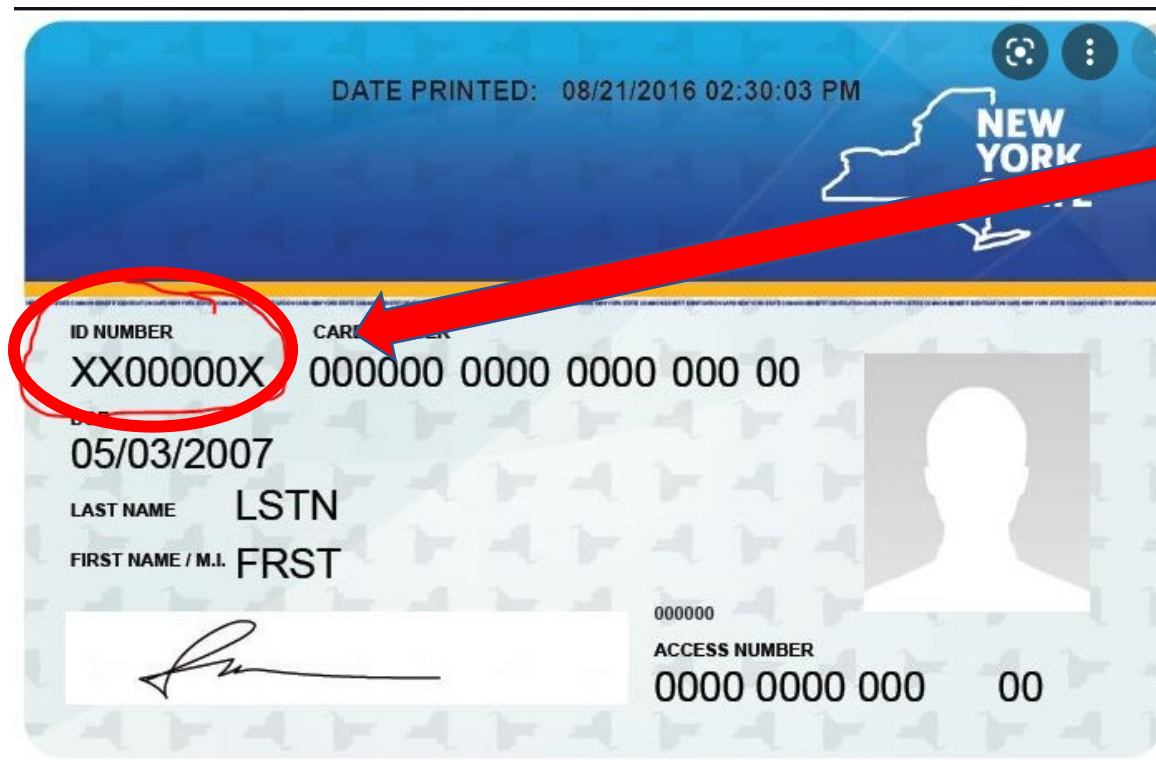 DATE PRINTED: 08/21/2016 02:30:03 PM
NEW
YORK
ID NUMBER
XX00000X
000000 0000 0000 000 00
05/03/2007
LAST NAME LSTN
FIRST NAME / M.I. FRST
000000
ACCESS NUMBER
0000 0000 000 00